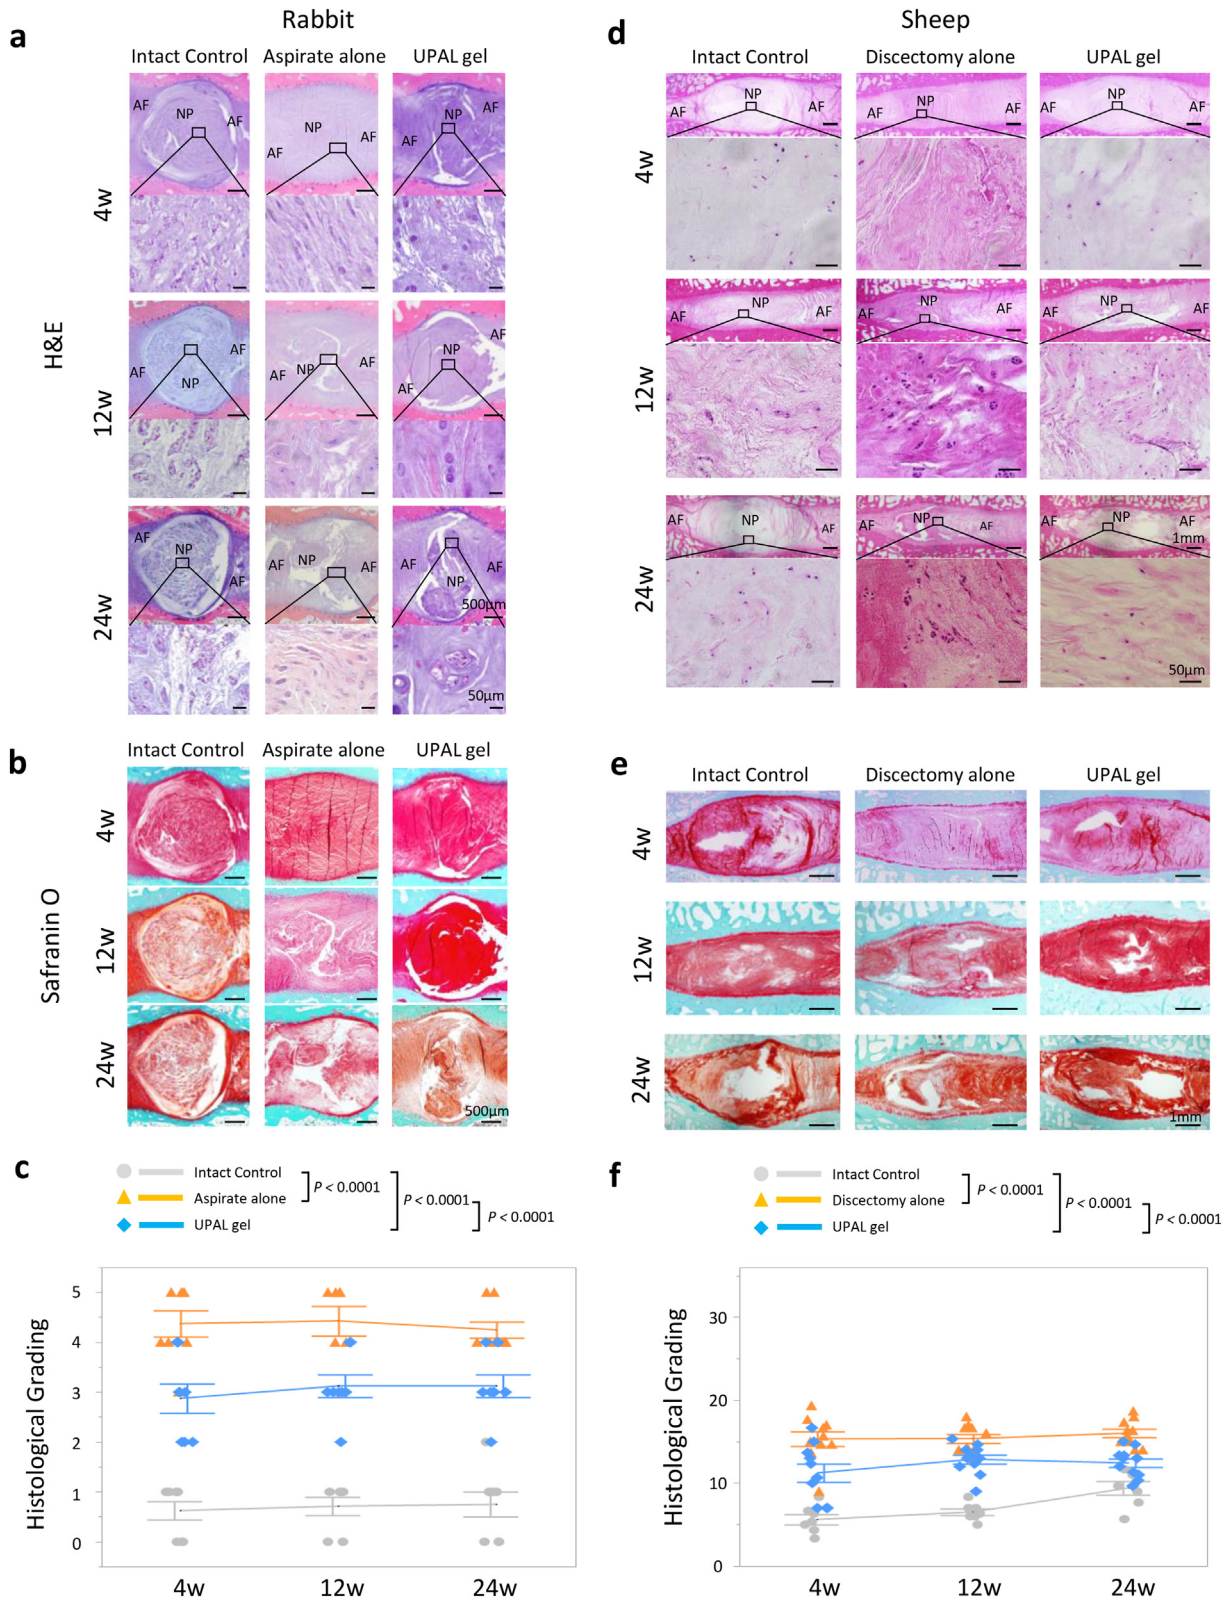 Rabbit
a
Intact Control Aspirate alone UPAL gel
AF NP AF
NP AF AF
AF AF NP
4w
H&E
AF NP AF
AF NP
AF NP AF
12w
AF NP AF
AF NP AF
AF NP 500µm
24w
50µm
b
Intact Control Aspirate alone UPAL gel
4w
Safranin O
12w
24w
500µm
c
Intact Control
Aspirate alone
UPAL gel
P < 0.0001
P < 0.0001
P < 0.0001
Histological Grading
5
4
3
2
1
0
4w 12w 24w
Sheep
d
Intact Control Discectomy alone UPAL gel
AF NP AF
AF NP AF
AF NP AF
4w
AF NP AF
AF NP AF
AF NP AF
12w
AF NP AF
NP AF
AF NP AF
1mm
24w
50µm
e
Intact Control Discectomy alone UPAL gel
4w
12w
24w
1mm
f
Intact Control
Discectomy alone
UPAL gel
P < 0.0001
P < 0.0001
P < 0.0001
Histological Grading
30
20
10
0
4w 12w 24w